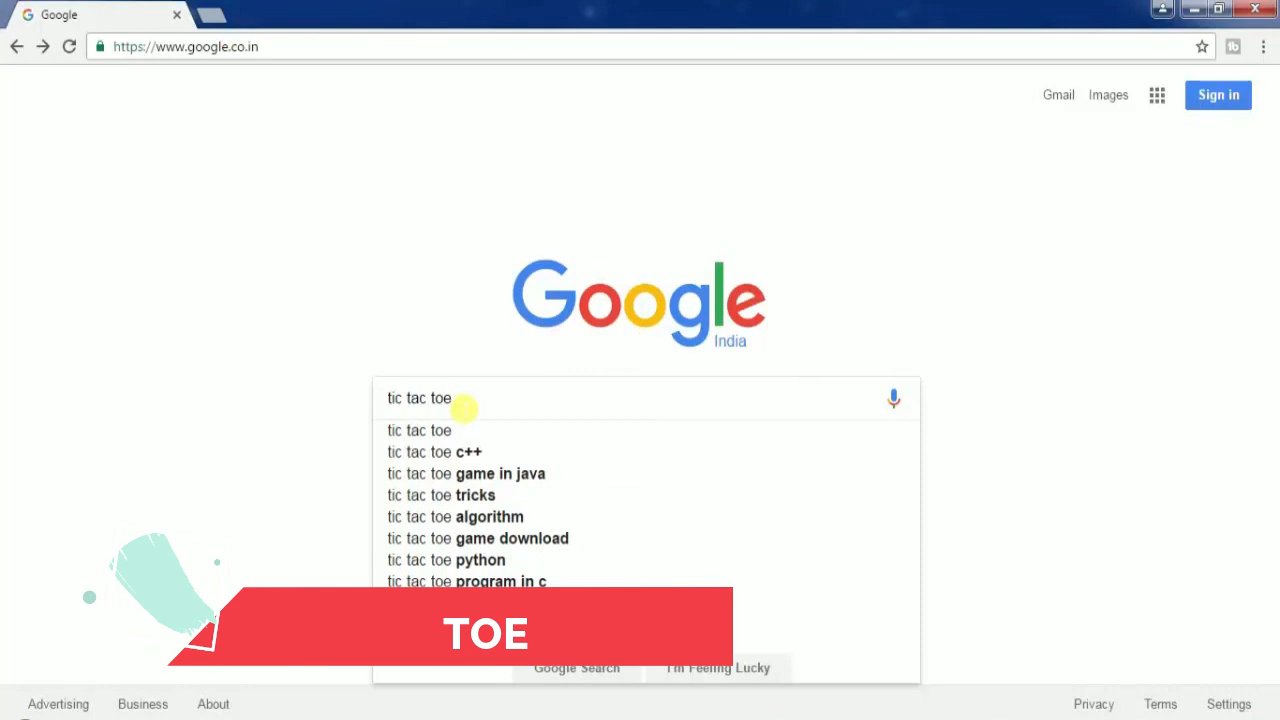 Google
https://www.google.co.in
Gmail Images Sign in
Google
India
tic tac toe
tic tac toe
tic tac toe c++
tic tac toe game in java
tic tac toe tricks
tic tac toe algorithm
tic tac toe game download
tic tac toe python
tic tac toe program in c
TOE
Google Search I'm Feeling Lucky
Advertising Business About Privacy Terms Settings